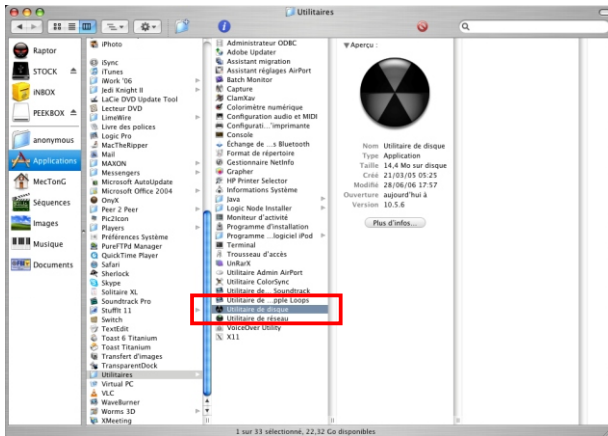 Utilitaires
Raptor
STOCK
INBOX
PEEKBOX
anonymous
Applications
MecTonG
Séquences
Images
Musique
Documents
iPhoto
iSync
iTunes
iWork '06
Jedi Knight II
LaCie DVD Update Tool
Lecteur DVD
LimeWire
Livre des polices
Logic Pro
MacTheRipper
Mail
MAXON
Messengers
Microsoft AutoUpdate
Microsoft Office 2004
OnyX
Peer 2 Peer
Pic2Icon
Players
Préférences Système
PureFTPd Manager
QuickTime Player
Safari
Sherlock
Skype
Solitaire XL
Soundtrack Pro
StuffIt 11
Switch
TextEdit
Toast 6 Titanium
Toast Titanium
Transfert d'images
TransparentDock
Utilitaires
Virtual PC
VLC
WaveBurner
Worms 3D
XMeeting
Administrateur ODBC
Adobe Updater
Assistant migration
Assistant réglages AirPort
Batch Monitor
Capture
ClamXav
Colorimètre numérique
Configuration audio et MIDI
Configurati...'imprimante
Console
Échange de ...s Bluetooth
Format de répertoire
Gestionnaire NetInfo
Grapher
HP Printer Selector
Informations Système
Java
Logic Node Installer
Moniteur d'activité
Programme d'installation
Programme ...logiciel iPod
Terminal
Trousseau d'accès
UnRarX
Utilitaire Admin AirPort
Utilitaire ColorSync
Utilitaire de... Soundtrack
Utilitaire de ...pple Loops
Utilitaire de disque
Utilitaire de réseau
VoiceOver Utility
X11
Aperçu :
Nom Utilitaire de disque
Type Application
Taille 14,4 Mo sur disque
Créé 21/03/05 05:25
Modifié 28/06/06 17:57
Ouverture aujourd'hui à
Version 10.5.6
Plus d'infos...
1 sur 33 sélectionné, 22,32 Go disponibles